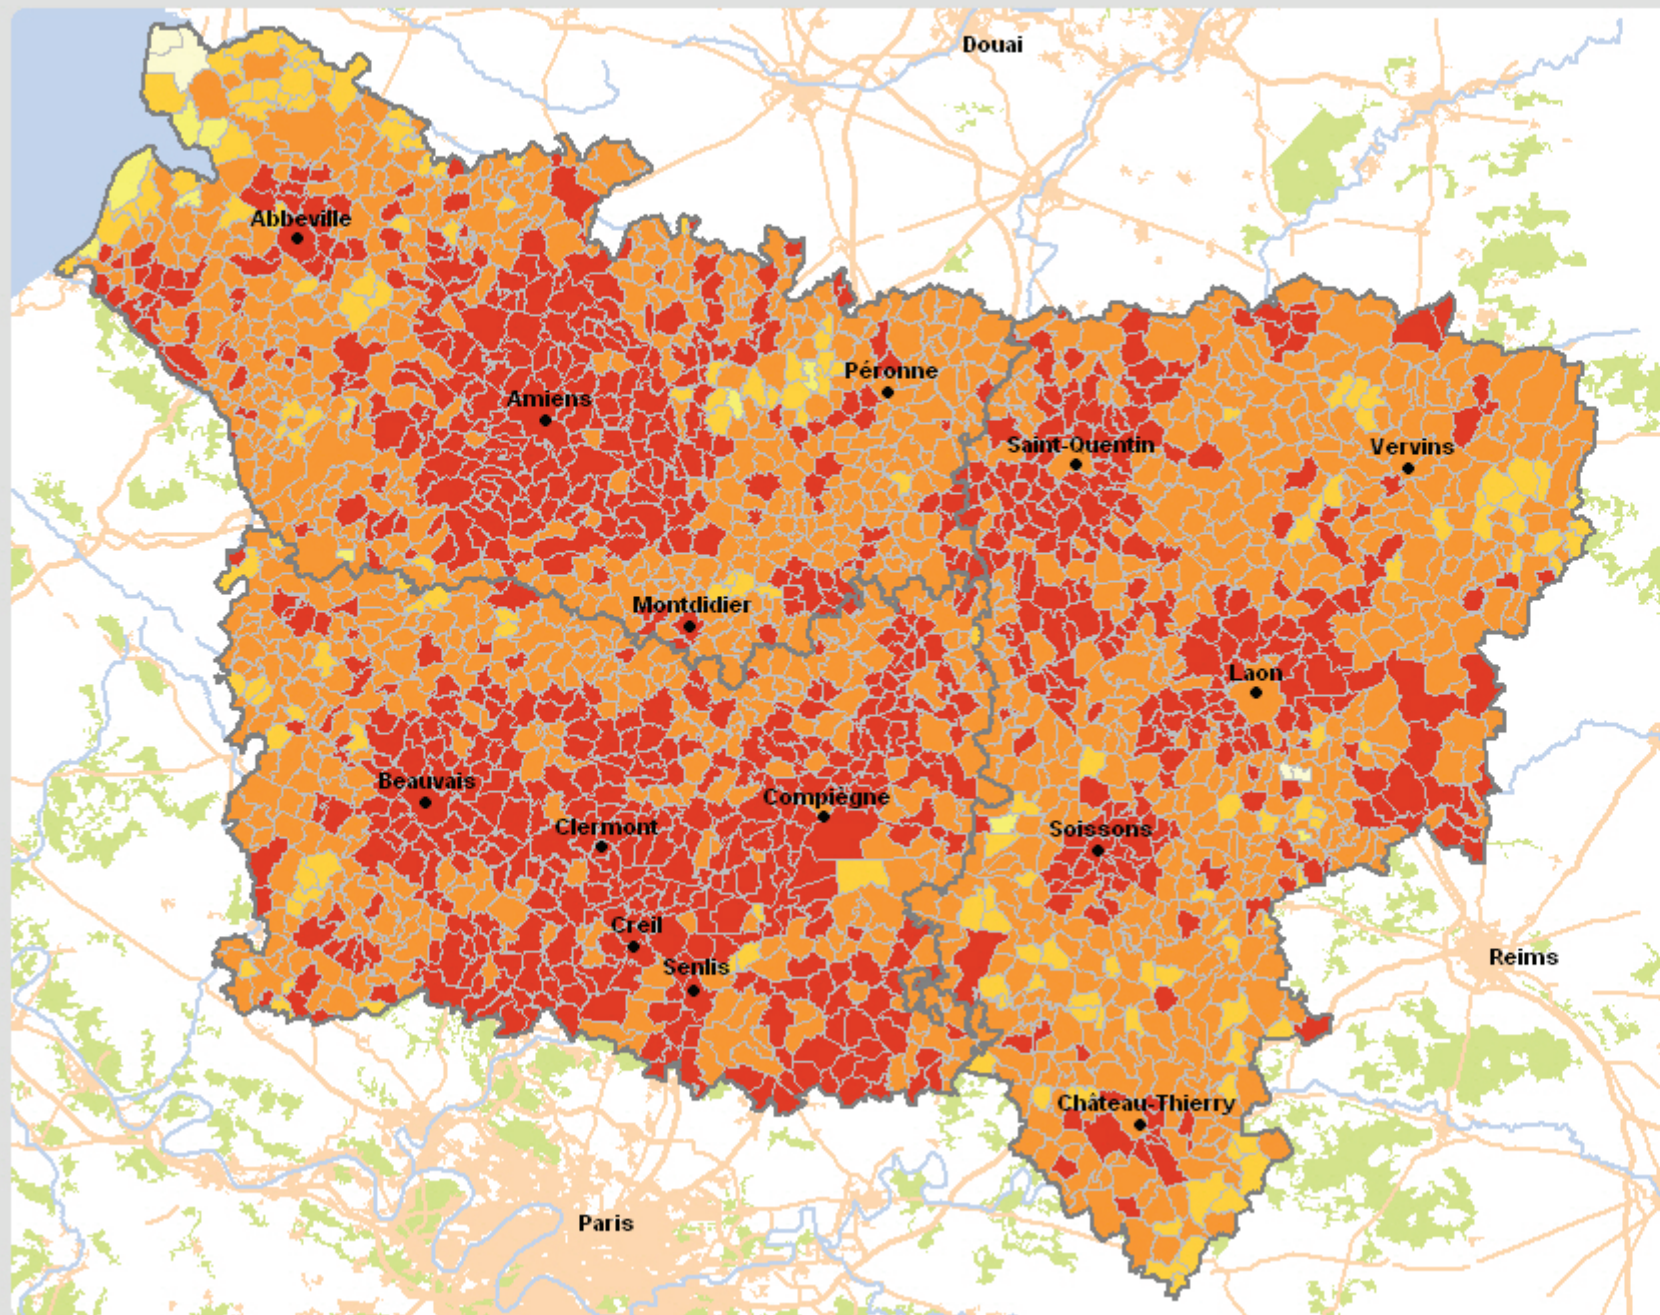 Douai
Abbeville
Péronne
Amiens
Saint-Quentin
Vervins
Montdidier
Laon
Beauvais
Compiègne
Clermont
Soissons
Creil
Senlis
Reims
Château-Thierry
Paris